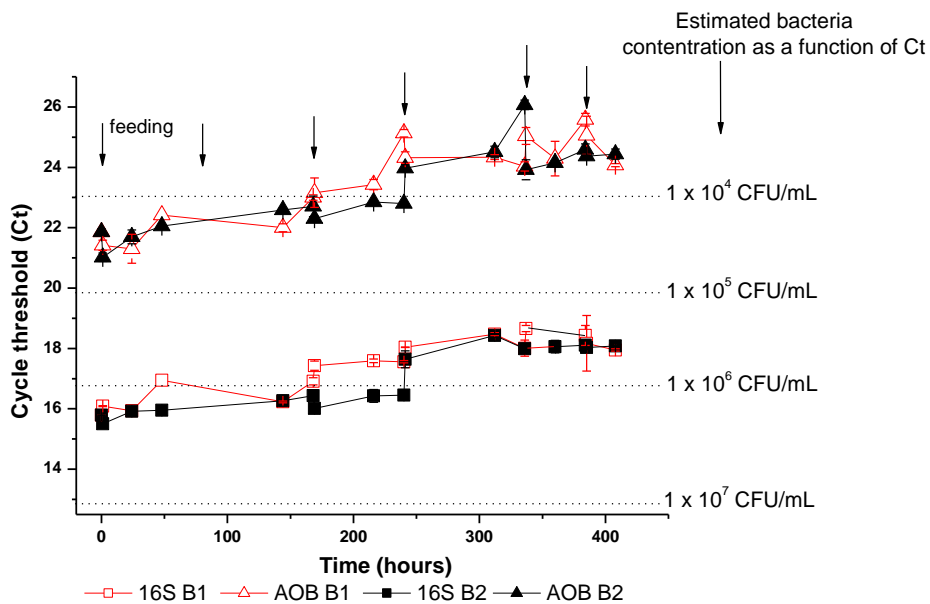 Estimated bacteria
contentration as a function of Ct
26
feeding
24
1 x 10^4 CFU/mL
22
20
1 x 10^5 CFU/mL
18
1 x 10^6 CFU/mL
16
14
1 x 10^7 CFU/mL
Cycle threshold (Ct)
0 100 200 300 400
Time (hours)
16S B1 AOB B1 16S B2 AOB B2